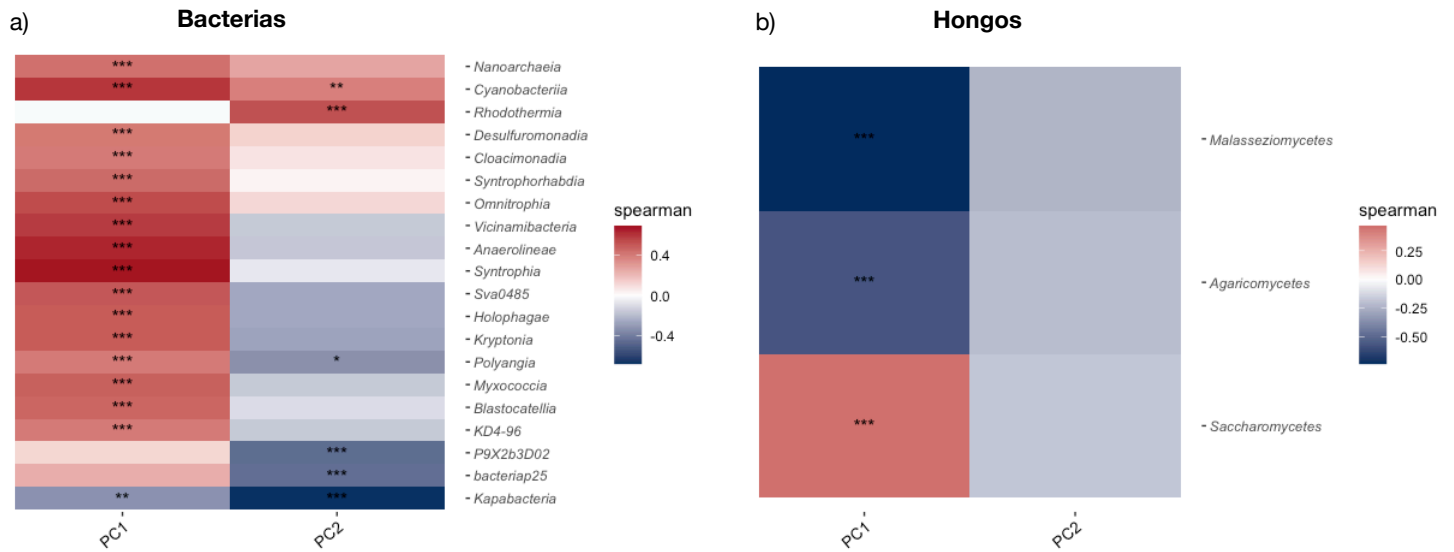 a)
Bacterias
***
- Nanoarchaeia
*** **
- Cyanobacteriia
***
- Rhodothermia
***
- Desulfuromonadia
***
- Cloacimonadia
***
- Syntrophorhabdia
***
- Omnitrophia
***
- Vicinamibacteria
***
- Anaerolineae
***
- Syntrophia
***
- Sva0485
***
- Holophagae
***
- Kryptonia
*** *
- Polyangia
***
- Myxococcia
***
- Blastocatellia
***
- KD4-96
***
- P9X2b3D02
***
- bacteriap25
** ***
- Kapabacteria
PC1
PC2
spearman
0.4
0.0
-0.4
b)
Hongos
***
- Malasseziomycetes
***
- Agaricomycetes
***
- Saccharomycetes
PC1
PC2
spearman
0.25
0.00
-0.25
-0.50